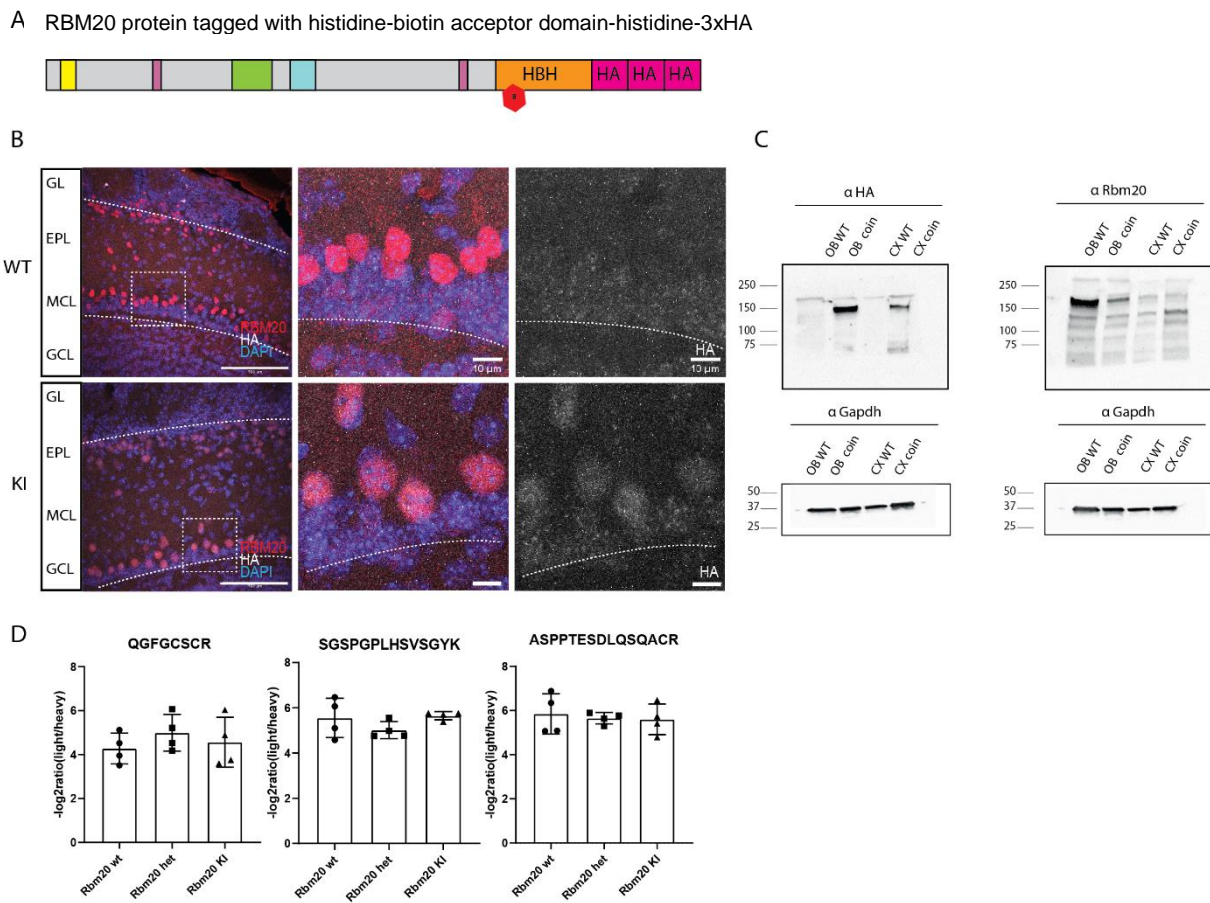 A RBM20 protein tagged with histidine-biotin acceptor domain-histidine-3xHA
HBH HA HA HA
B
C
WT
GL
EPL
MCL
GCL
RBM20
HA
DAPI
10 µm
HA
10 µm
KI
GL
EPL
MCL
GCL
RBM20
HA
DAPI
HA
α HA
OB WT OB coin CX WT CX coin
250
150
100
75
α Rbm20
OB WT OB coin CX WT CX coin
250
150
100
75
α Gapdh
OB WT OB coin CX WT CX coin
50
37
25
α Gapdh
OB WT OB coin CX WT CX coin
50
37
25
D
QGFGCSCR
-log2ratio(light/heavy)
8
6
4
2
0
Rbm20 wt Rbm20 het Rbm20 KI
SGSPGPLHSVSGYK
-log2ratio(light/heavy)
8
6
4
2
0
Rbm20 wt Rbm20 het Rbm20 KI
ASPPTESDLQSQACR
-log2ratio(light/heavy)
8
6
4
2
0
Rbm20 wt Rbm20 het Rbm20 KI